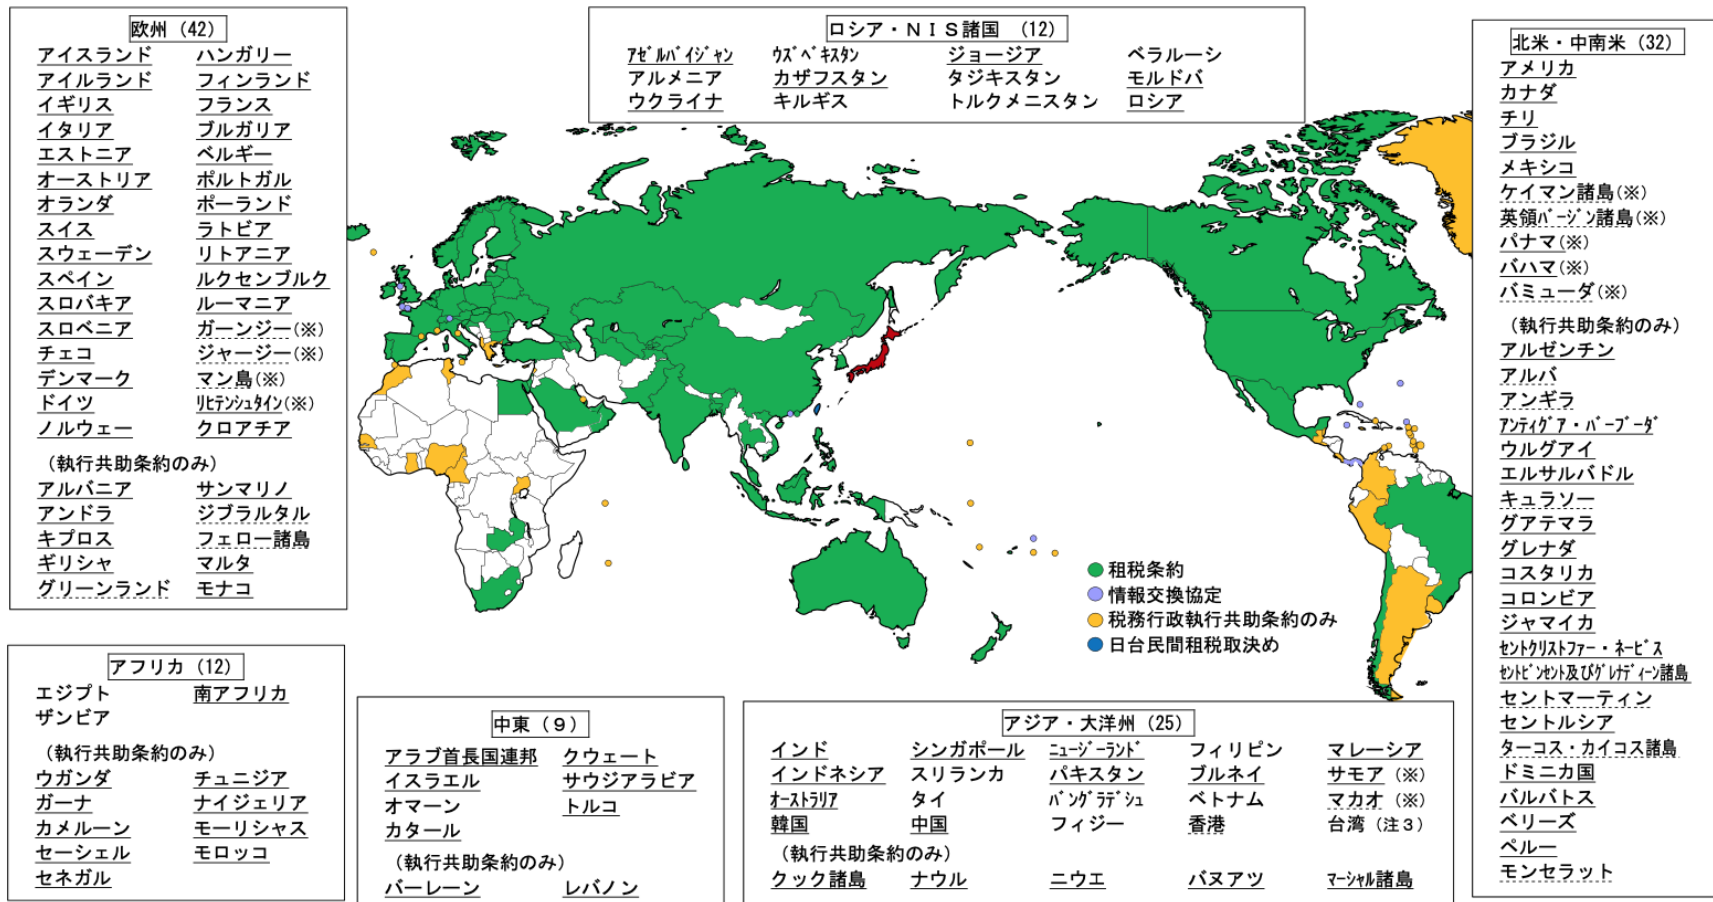 欧州（42）
アイスランド ハンガリー
アイルランド フィンランド
イギリス フランス
イタリア ブルガリア
エストニア ベルギー
オーストリア ポルトガル
オランダ ポーランド
スイス ラトビア
スウェーデン リトアニア
スペイン ルクセンブルク
スロバキア ルーマニア
スロベニア ガーンジー(※)
チェコ ジャージー(※)
デンマーク マン島(※)
ドイツ リヒテンシュタイン(※)
ノルウェー クロアチア
（執行共助条約のみ）
アルバニア サンマリノ
アンドラ ジブラルタル
キプロス フェロー諸島
ギリシャ マルタ
グリーンランド モナコ
ロシア・ＮＩＳ諸国（12）
ｱｾﾞﾙﾊﾞｲｼﾞｬﾝ ｳｽﾞﾍﾞｷｽﾀﾝ ジョージア ベラルーシ
アルメニア カザフスタン タジキスタン モルドバ
ウクライナ キルギス トルクメニスタン ロシア
北米・中南米（32）
アメリカ
カナダ
チリ
ブラジル
メキシコ
ケイマン諸島(※)
英領ﾊﾞｰｼﾞﾝ諸島(※)
パナマ(※)
バハマ(※)
バミューダ(※)
（執行共助条約のみ）
アルゼンチン
アルバ
アンギラ
ｱﾝﾃｨｸﾞｱ・ﾊﾞｰﾌﾞｰﾀﾞ
ウルグアイ
エルサルバドル
キュラソー
グアテマラ
グレナダ
コスタリカ
コロンビア
ジャマイカ
ｾﾝﾄｸﾘｽﾄﾌｧｰ・ﾈｰﾋﾞｽ
ｾﾝﾄﾋﾞﾝｾﾝﾄ及びｸﾞﾚﾅﾃﾞｨｰﾝ諸島
セントマーティン
セントルシア
ターコス・カイコス諸島
ドミニカ国
バルバトス
ベリーズ
ペルー
モンセラット
租税条約
情報交換協定
税務行政執行共助条約のみ
日台民間租税取決め
アフリカ（12）
エジプト 南アフリカ
ザンビア
（執行共助条約のみ）
ウガンダ チュニジア
ガーナ ナイジェリア
カメルーン モーリシャス
セーシェル モロッコ
セネガル
中東（９）
アラブ首長国連邦 クウェート
イスラエル サウジアラビア
オマーン トルコ
カタール
（執行共助条約のみ）
バーレーン レバノン
アジア・大洋州（25）
インド シンガポール ﾆｭｰｼﾞｰﾗﾝﾄﾞ フィリピン マレーシア
インドネシア スリランカ パキスタン ブルネイ サモア(※)
ｵｰｽﾄﾗﾘｱ タイ ﾊﾞﾝｸﾞﾗﾃﾞｼｭ ベトナム マカオ(※)
韓国 中国 フィジー 香港 台湾（注３）
（執行共助条約のみ）
クック諸島 ナウル ニウエ バヌアツ ﾏｰｼｬﾙ諸島